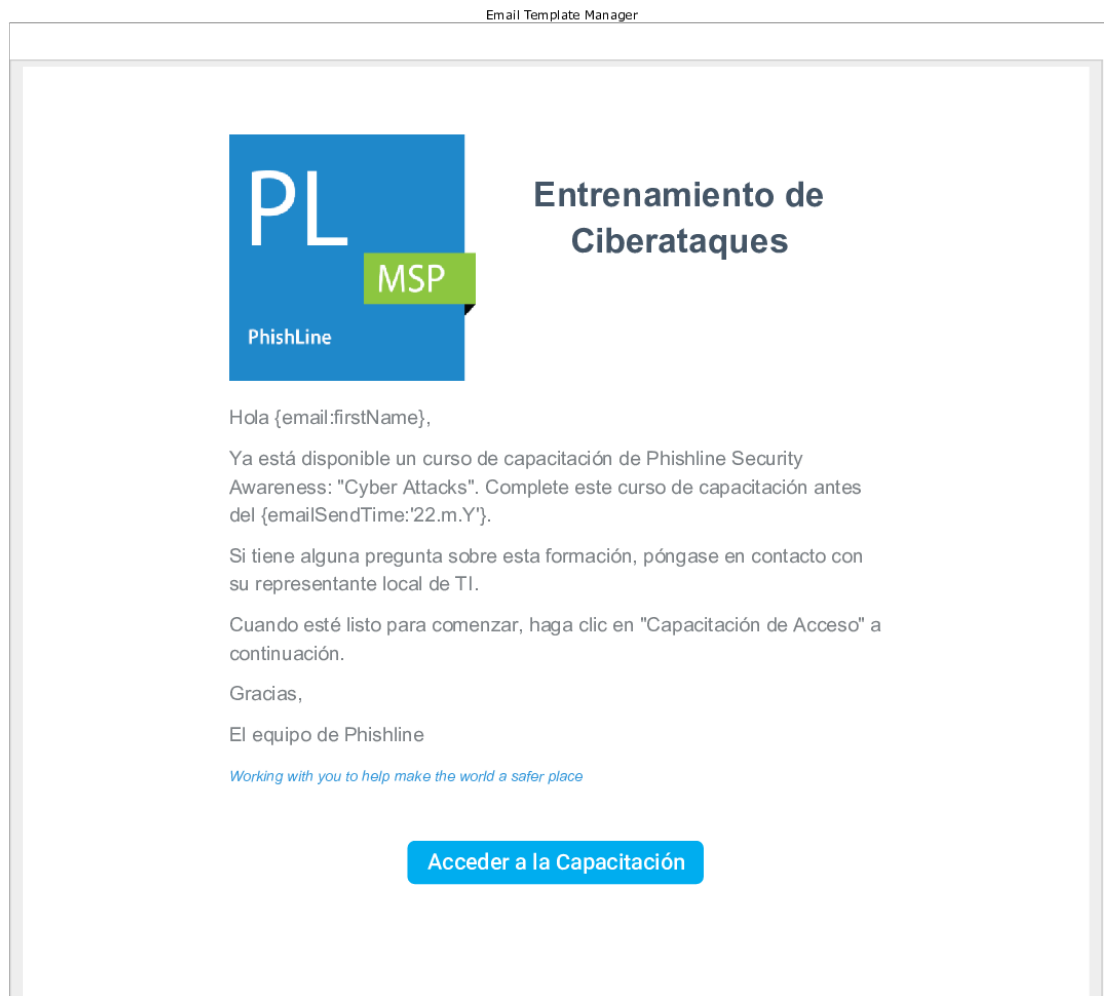 Email Template Manager
PL
MSP
PhishLine
Entrenamiento de
Ciberataques
Hola {email:firstName},
Ya está disponible un curso de capacitación de Phishline Security
Awareness: "Cyber Attacks". Complete este curso de capacitación antes
del {emailSendTime:'22.m.Y'}.
Si tiene alguna pregunta sobre esta formación, póngase en contacto con
su representante local de TI.
Cuando esté listo para comenzar, haga clic en "Capacitación de Acceso" a
continuación.
Gracias,
El equipo de Phishline
Working with you to help make the world a safer place
Acceder a la Capacitación